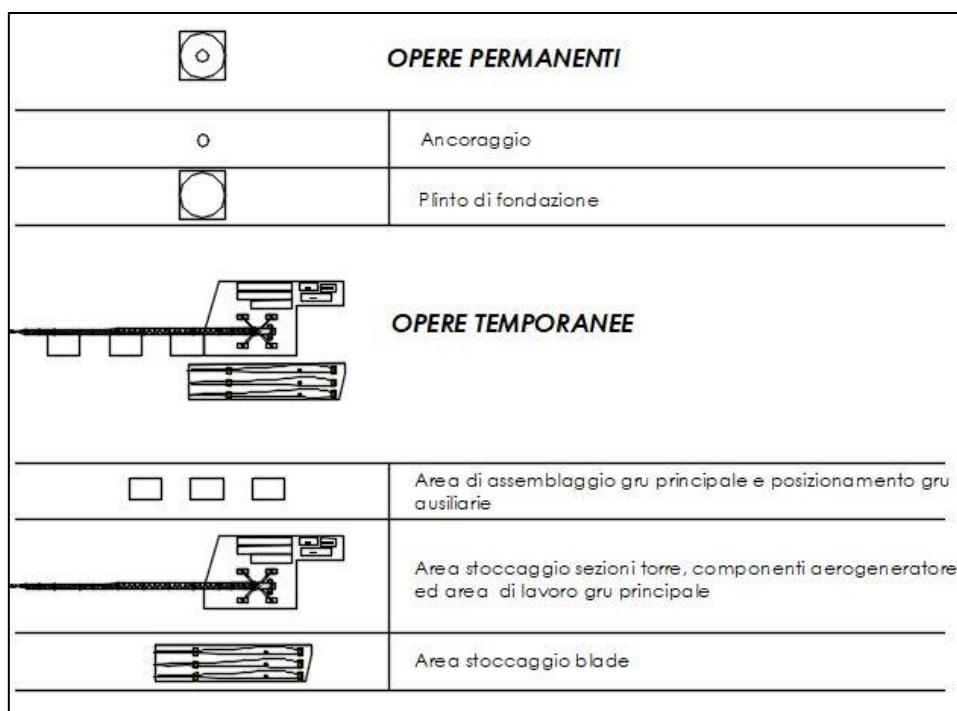 OPERE PERMANENTI
Ancoraggio
Plinto di fondazione
OPERE TEMPORANEE
Area di assemblaggio gru principale e posizionamento gru
ausiliarie
Area stoccaggio sezioni torre, componenti aerogeneratore
ed area di lavoro gru principale
Area stoccaggio blade